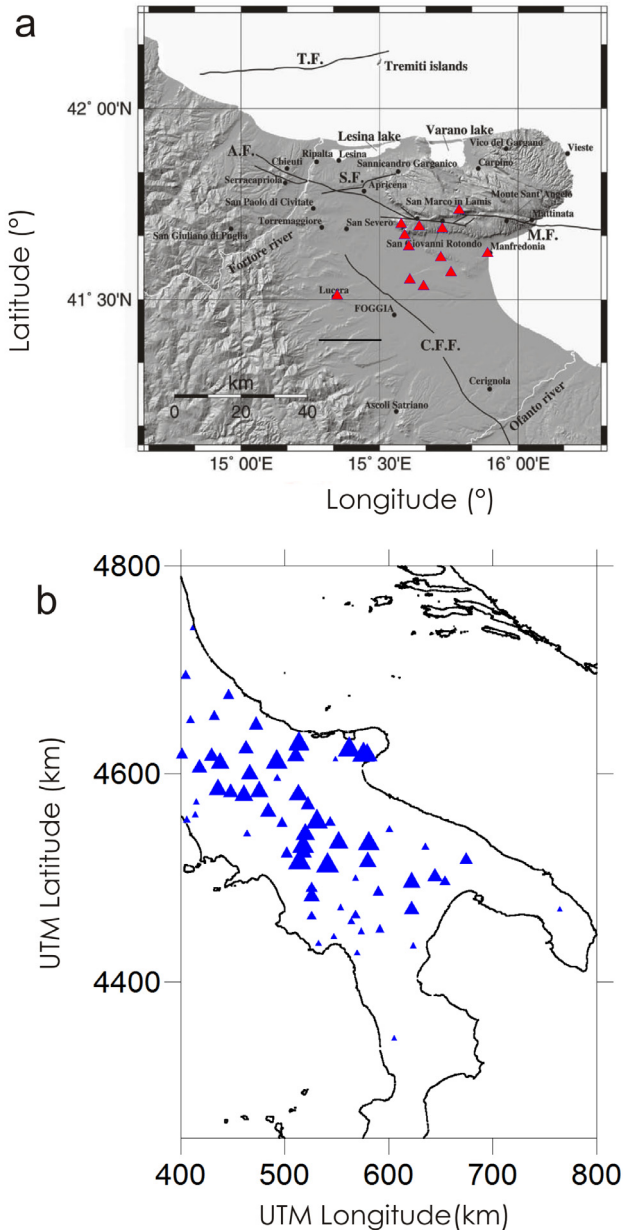 a
T.F.
Tremiti islands
42° 00'N
Lesina lake
Varano lake
Vico del Gargano
Vieste
A.F.
Ripalta
Lesina
Chieuti
Sannicandro Garganico
Carpino
S.F.
Serracapriola
Apricena
Monte Sant'Angelo
San Paolo di Civitate
San Marco in Lamis
Mattinata
Torremaggiore
San Severo
M.F.
San Giuliano di Puglia
San Giovanni Rotondo
Manfredonia
Fortore river
41° 30'N
Lucera
FOGGIA
C.F.F.
km
Cerignola
0 20 40
Ascoli Satriano
Ofanto river
15° 00'E
15° 30'E
16° 00'E
Latitude (°)
Longitude (°)
b
4800
4600
4400
UTM Latitude (km)
400 500 600 700 800
UTM Longitude(km)